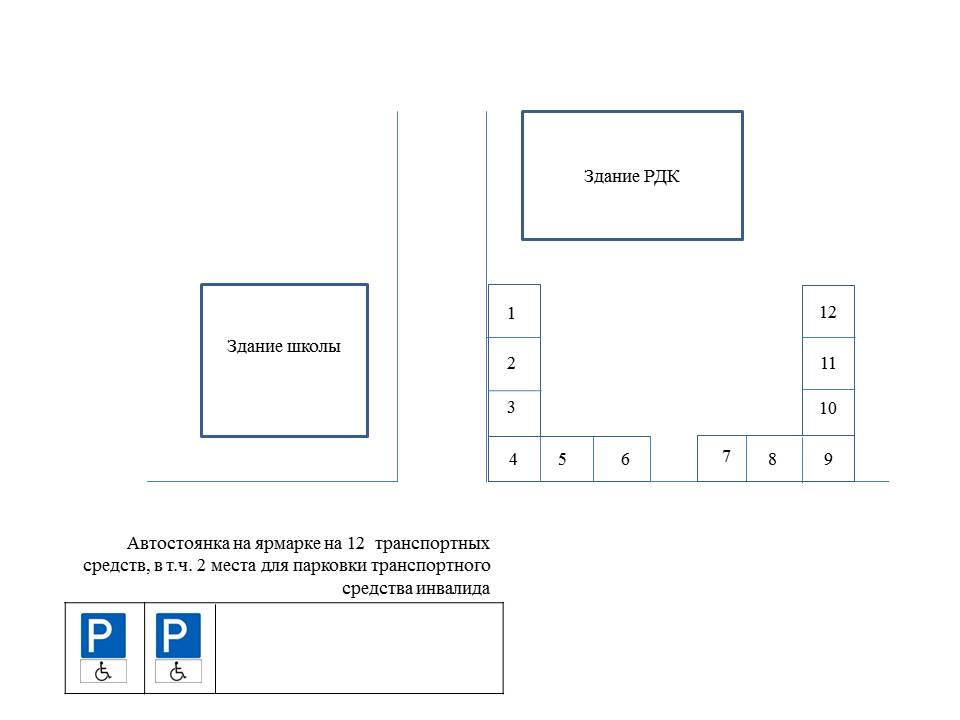 Здание РДК
Здание школы
1
12
2
11
3
10
4 5 6 7 8 9
Автостоянка на ярмарке на 12 транспортных
средств, в т.ч. 2 места для парковки транспортного
средства инвалида
P P